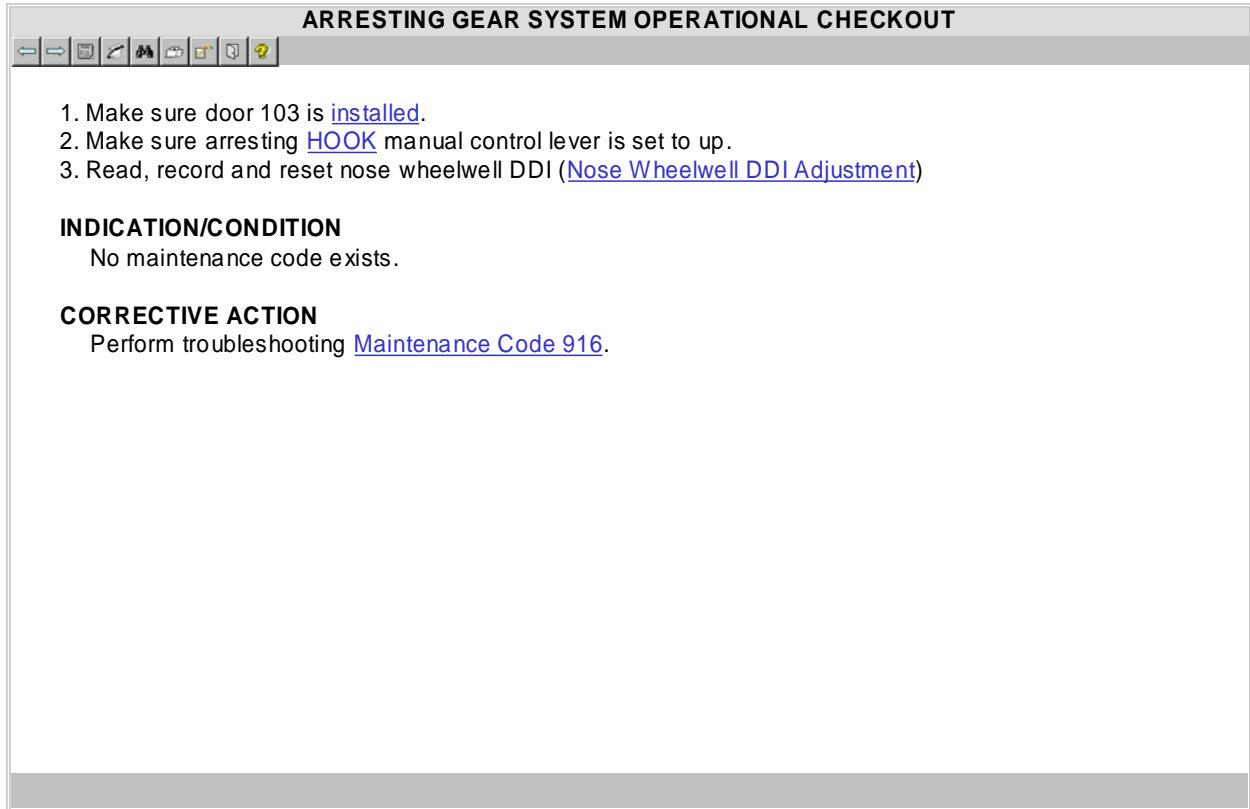 ARRESTING GEAR SYSTEM OPERATIONAL CHECKOUT
1. Make sure door 103 is installed.
2. Make sure arresting HOOK manual control lever is set to up.
3. Read, record and reset nose wheelwell DDI (Nose Wheelwell DDI Adjustment)
INDICATION/CONDITION
No maintenance code exists.
CORRECTIVE ACTION
Perform troubleshooting Maintenance Code 916.